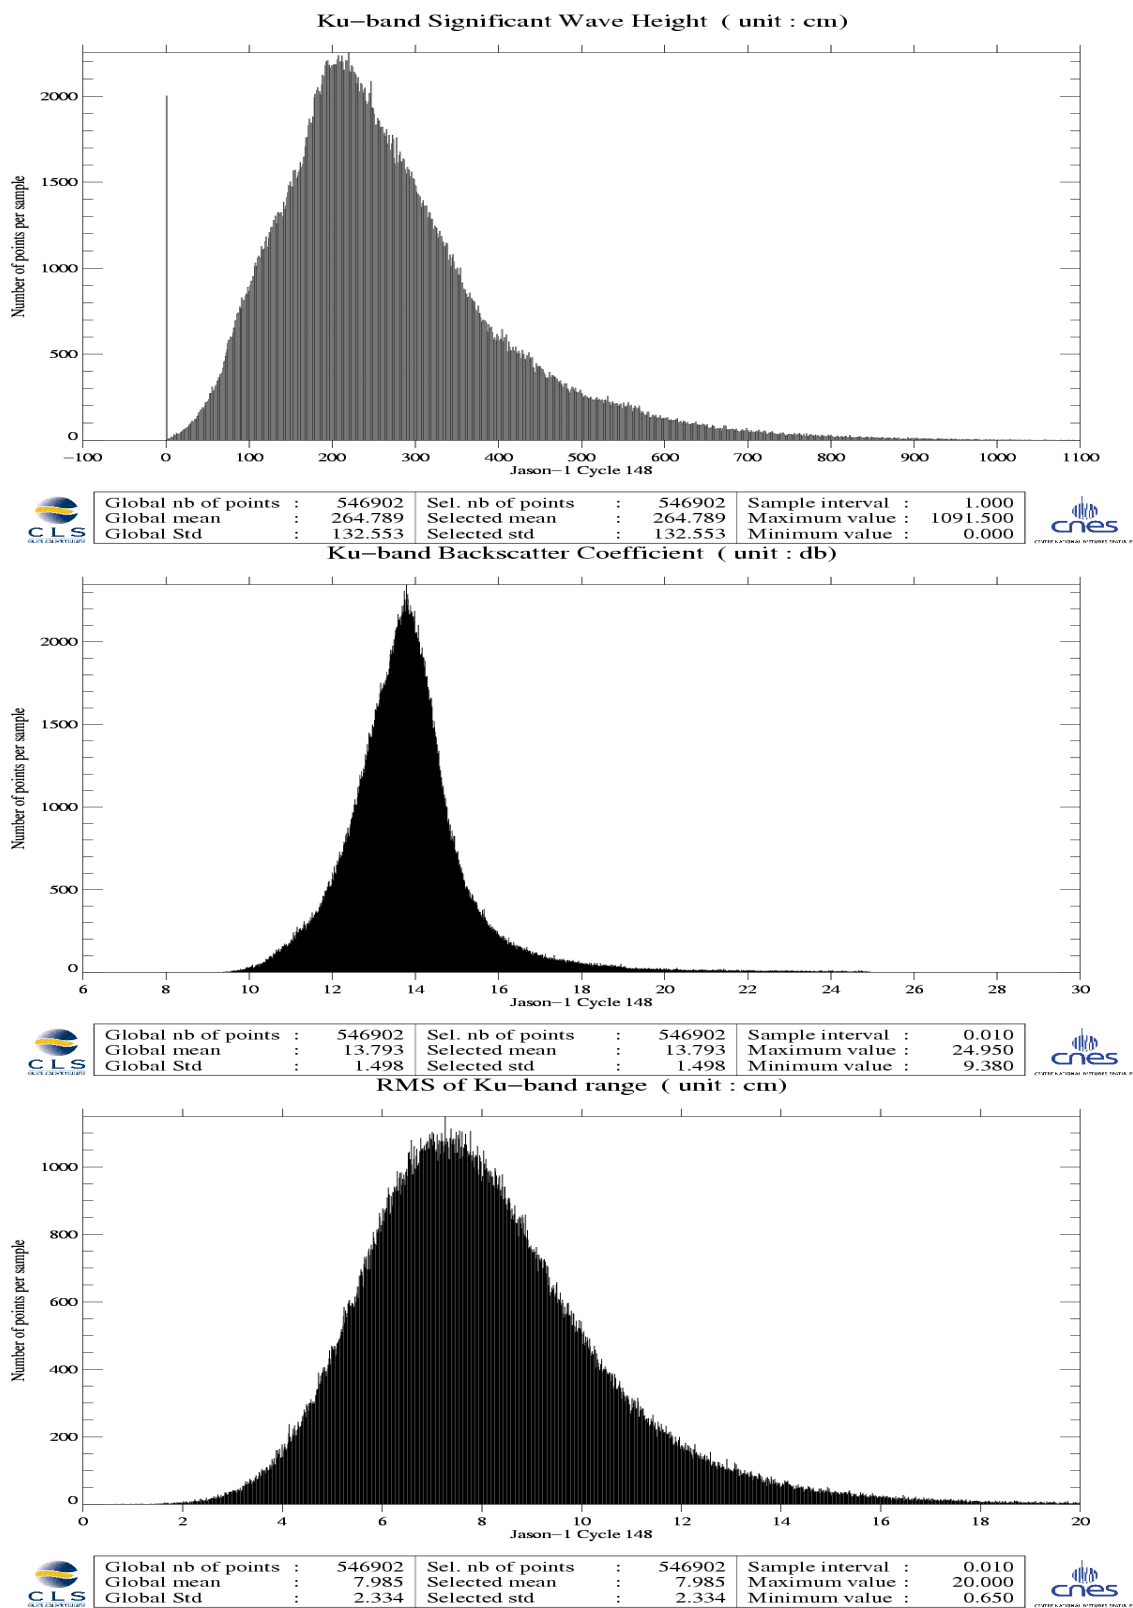 Ku-band Significant Wave Height ( unit : cm)
Number of points per sample
2000
1500
1000
500
0
-100 0 100 200 300 400 500 600 700 800 900 1000 1100
Jason-1 Cycle 148
CLS
Global nb of points : 546902 Sel. nb of points : 546902 Sample interval : 1.000
Global mean : 264.789 Selected mean : 264.789 Maximum value : 1091.500
Global Std : 132.553 Selected std : 132.553 Minimum value : 0.000
cnes
Ku-band Backscatter Coefficient ( unit : db)
Number of points per sample
2000
1500
1000
500
0
6 8 10 12 14 16 18 20 22 24 26 28 30
Jason-1 Cycle 148
CLS
Global nb of points : 546902 Sel. nb of points : 546902 Sample interval : 0.010
Global mean : 13.793 Selected mean : 13.793 Maximum value : 24.950
Global Std : 1.498 Selected std : 1.498 Minimum value : 9.380
cnes
RMS of Ku-band range ( unit : cm)
Number of points per sample
1000
800
600
400
200
0
0 2 4 6 8 10 12 14 16 18 20
Jason-1 Cycle 148
CLS
Global nb of points : 546902 Sel. nb of points : 546902 Sample interval : 0.010
Global mean : 7.985 Selected mean : 7.985 Maximum value : 20.000
Global Std : 2.334 Selected std : 2.334 Minimum value : 0.650
cnes